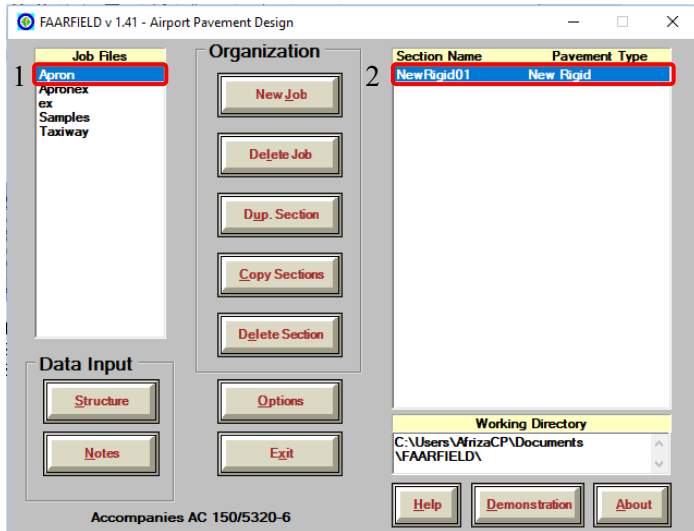 FAARFIELD v 1.41 - Airport Pavement Design
Job Files
1
Apron
Apronex
ex
Samples
Taxiway
Organization
New Job
Delete Job
Dup. Section
Copy Sections
Delete Section
Section Name Pavement Type
2
NewRigid01 New Rigid
Data Input
Structure
Notes
Options
Exit
Working Directory
C:\Users\AfrizaCP\Documents
\FAARFIELD\
Help
Demonstration
About
Accompanies AC 150/5320-6